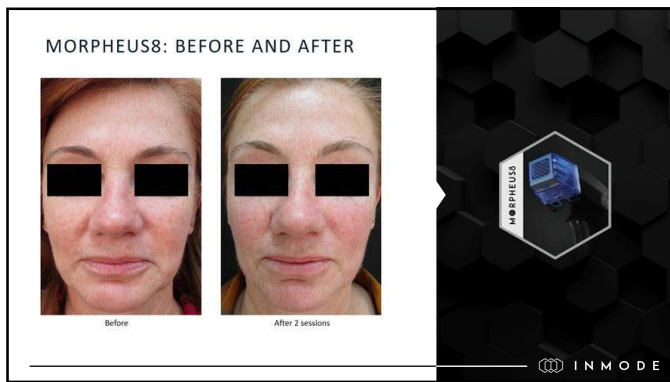 MORPHEUS8: BEFORE AND AFTER
Before
After 2 sessions
MORPHEUS8
INMODE